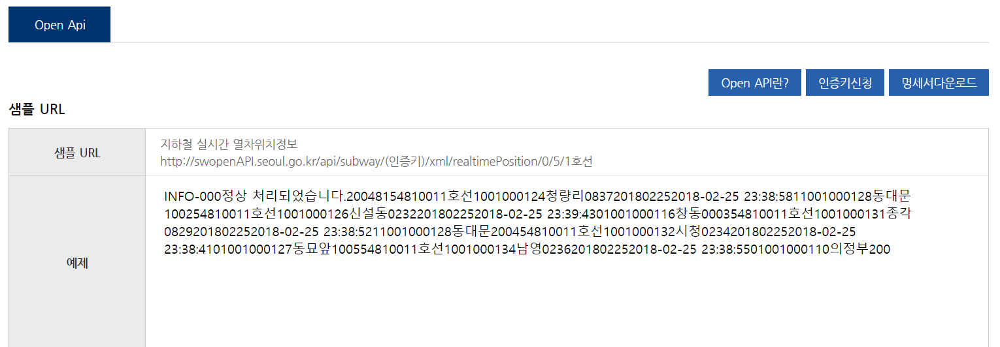 Open Api
Open API란?
인증키신청
명세서다운로드
샘플 URL
샘플 URL
지하철 실시간 열차위치정보
http://swopenAPI.seoul.go.kr/api/subway/(인증키)/xml/realtimePosition/0/5/1호선
예제
INFO-000정상 처리되었습니다.20048154810011호선1001000124청량리0837201802252018-02-25 23:38:5811001000128동대문
100254810011호선1001000126신설동0232201802252018-02-25 23:39:4301001000116창동000354810011호선1001000131종각
0829201802252018-02-25 23:38:5211001000128동대문200454810011호선1001000132시청0234201802252018-02-25
23:38:4101001000127동묘앞100554810011호선1001000134남영0236201802252018-02-25 23:38:5501001000110의정부200